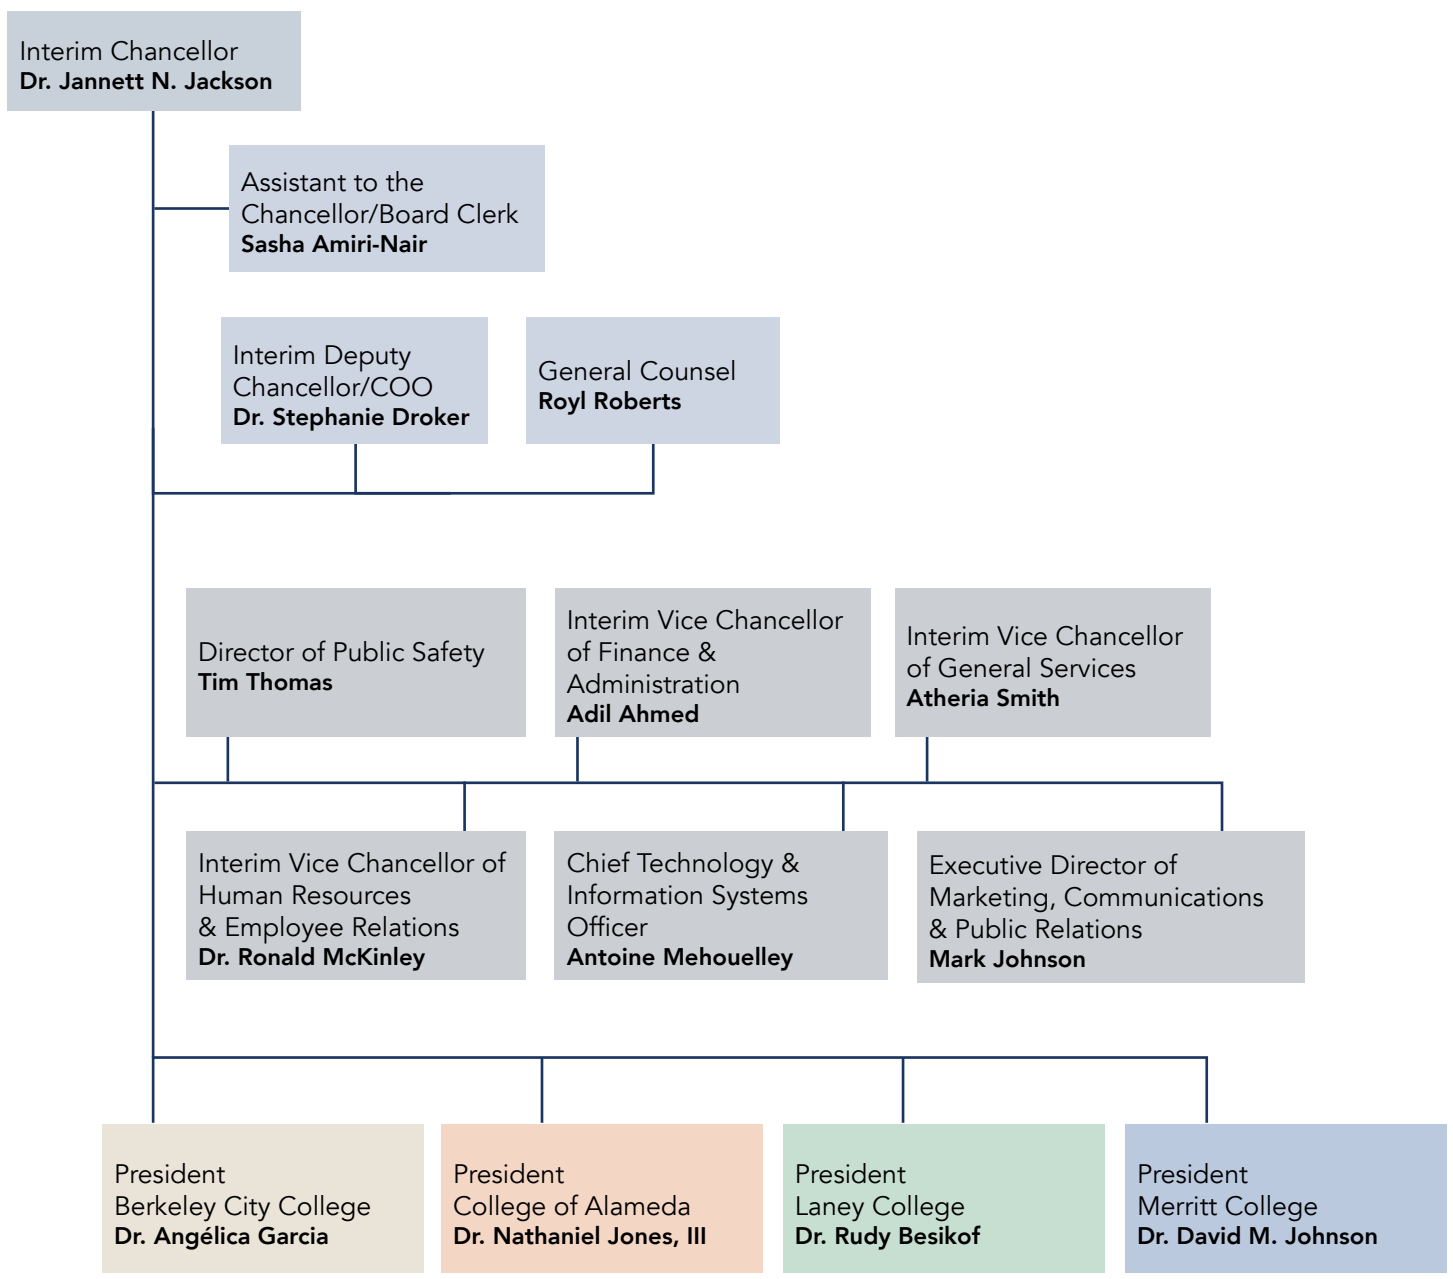 Interim Chancellor
Dr. Jannett N. Jackson
Assistant to the
Chancellor/Board Clerk
Sasha Amiri-Nair
Interim Deputy
Chancellor/COO
Dr. Stephanie Droker
General Counsel
Royl Roberts
Director of Public Safety
Tim Thomas
Interim Vice Chancellor
of Finance &
Administration
Adil Ahmed
Interim Vice Chancellor
of General Services
Atheria Smith
Interim Vice Chancellor of
Human Resources
& Employee Relations
Dr. Ronald McKinley
Chief Technology &
Information Systems
Officer
Antoine Mehouelley
Executive Director of
Marketing, Communications
& Public Relations
Mark Johnson
President
Berkeley City College
Dr. Angélica Garcia
President
College of Alameda
Dr. Nathaniel Jones, III
President
Laney College
Dr. Rudy Besikof
President
Merritt College
Dr. David M. Johnson